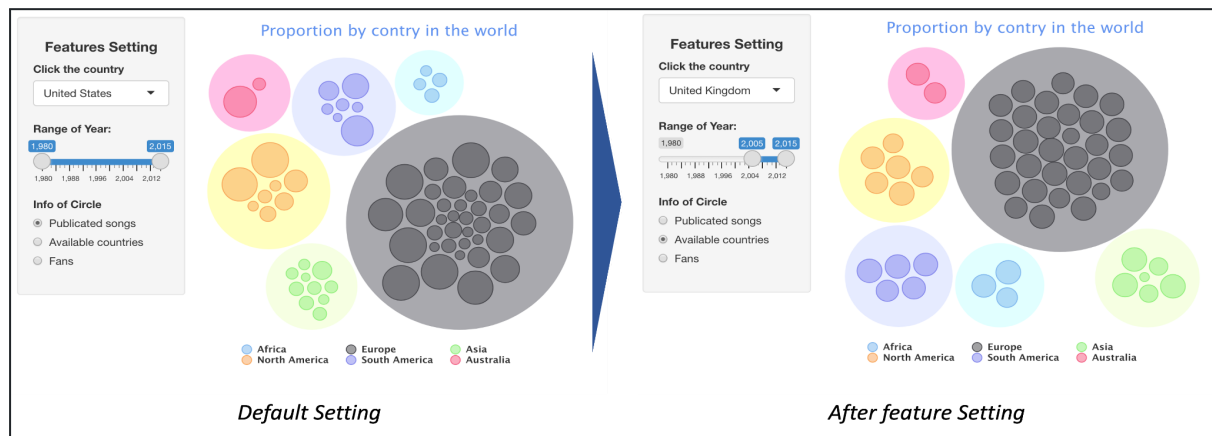 Features Setting
Click the country
United States
Range of Year:
1,980 2,015
1,980 1,988 1,996 2,004 2,012
Info of Circle
Publicated songs
Available countries
Fans
Proportion by contry in the world
Africa Europe Asia
North America South America Australia
Default Setting
Features Setting
Click the country
United Kingdom
Range of Year:
1,980 2,005 2,015
1,980 1,988 1,996 2,004 2,012
Info of Circle
Publicated songs
Available countries
Fans
Proportion by contry in the world
Africa Europe Asia
North America South America Australia
After feature Setting